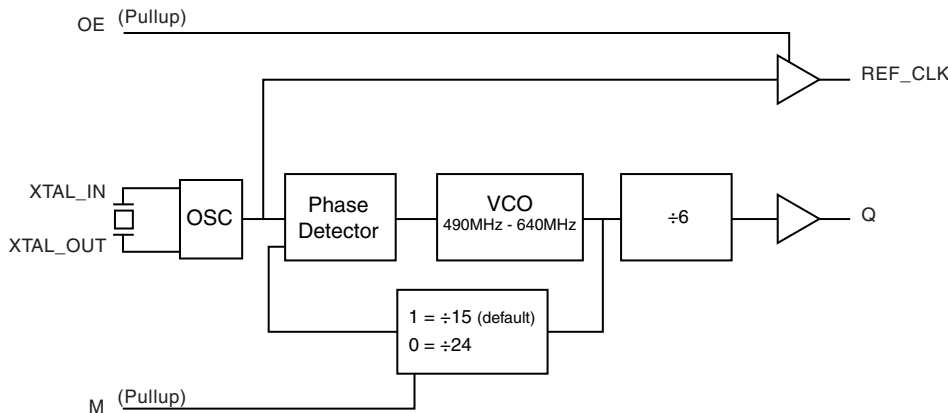 OE (Pullup)
REF_CLK
XTAL_IN
OSC
XTAL_OUT
Phase
Detector
VCO
490MHz - 640MHz
÷6
Q
1 = ÷15 (default)
0 = ÷24
M (Pullup)